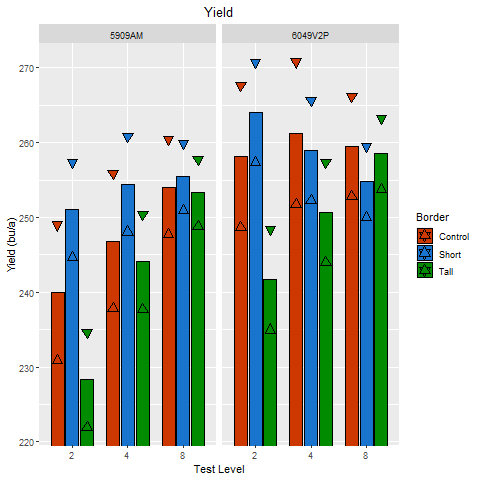 Yield
5909AM 6049V2P
270
260
250
240
230
220
Yield (bu/a)
2 4 8 2 4 8
Test Level
Border
Control
Short
Tall